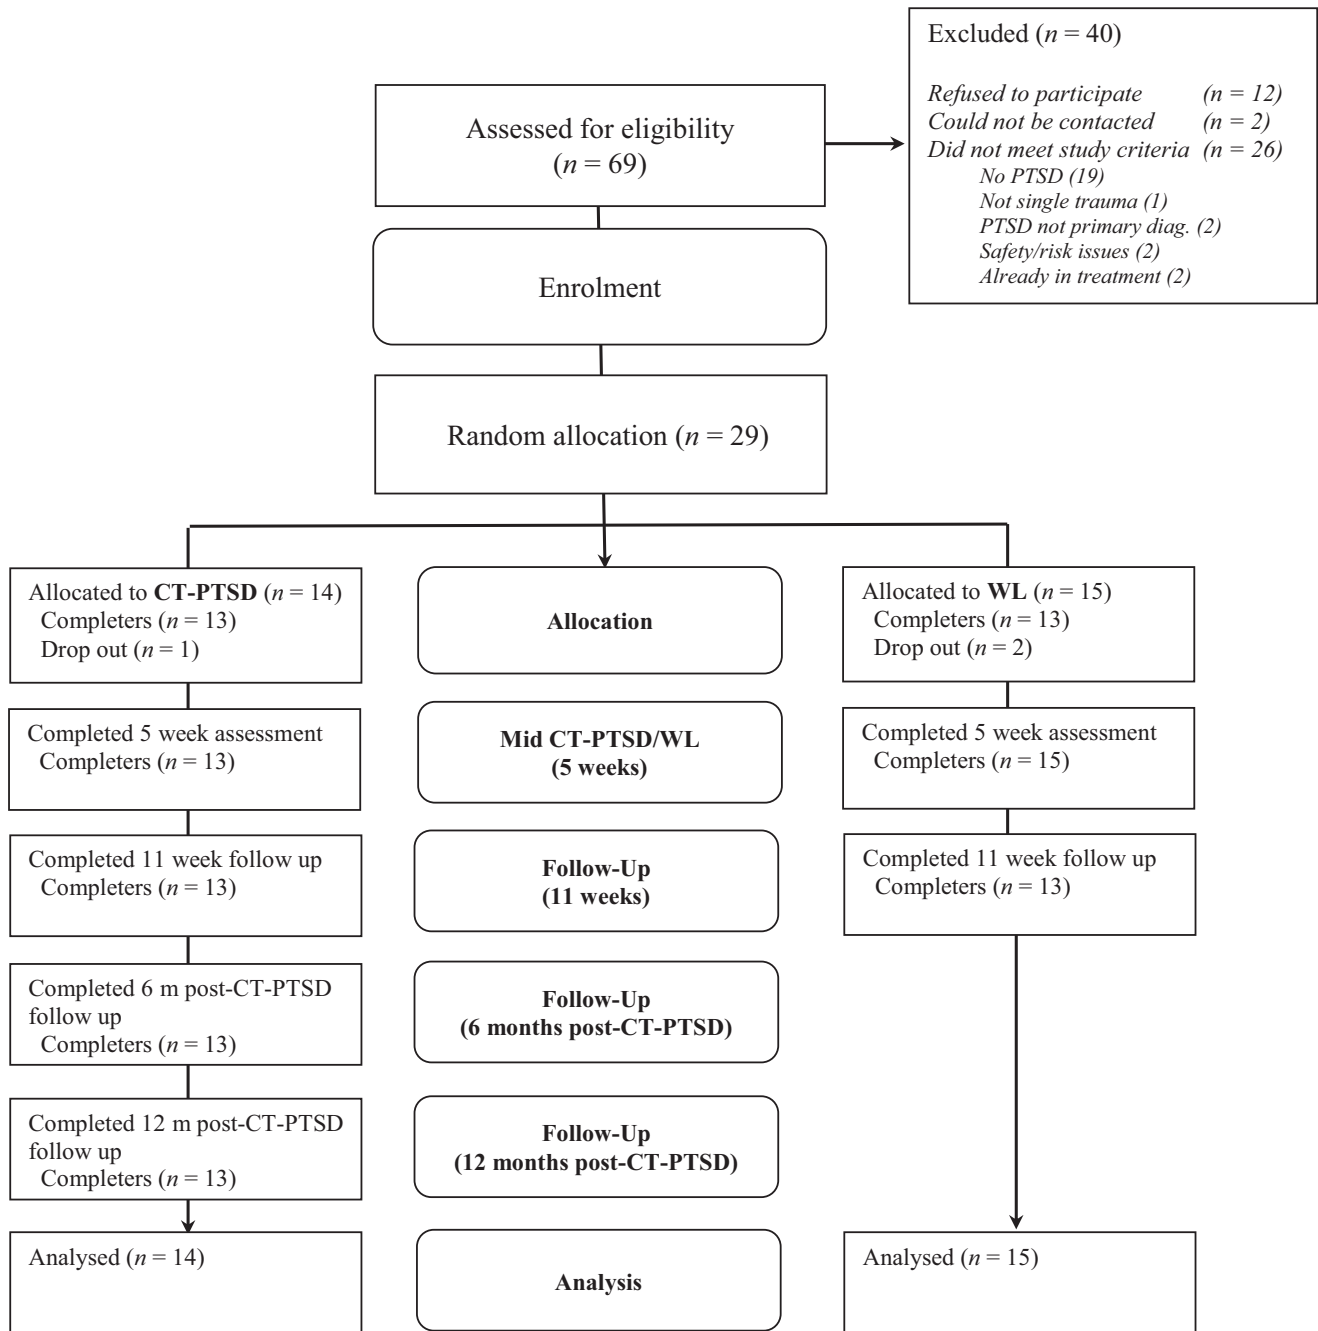 Assessed for eligibility
(n = 69)
Excluded (n = 40)
Refused to participate (n = 12)
Could not be contacted (n = 2)
Did not meet study criteria (n = 26)
No PTSD (19)
Not single trauma (1)
PTSD not primary diag. (2)
Safety/risk issues (2)
Already in treatment (2)
Enrolment
Random allocation (n = 29)
Allocated to CT-PTSD (n = 14)
Completers (n = 13)
Drop out (n = 1)
Allocation
Allocated to WL (n = 15)
Completers (n = 13)
Drop out (n = 2)
Completed 5 week assessment
Completers (n = 13)
Mid CT-PTSD/WL
(5 weeks)
Completed 5 week assessment
Completers (n = 15)
Completed 11 week follow up
Completers (n = 13)
Follow-Up
(11 weeks)
Completed 11 week follow up
Completers (n = 13)
Completed 6 m post-CT-PTSD
follow up
Completers (n = 13)
Follow-Up
(6 months post-CT-PTSD)
Completed 12 m post-CT-PTSD
follow up
Completers (n = 13)
Follow-Up
(12 months post-CT-PTSD)
Analysed (n = 14)
Analysis
Analysed (n = 15)